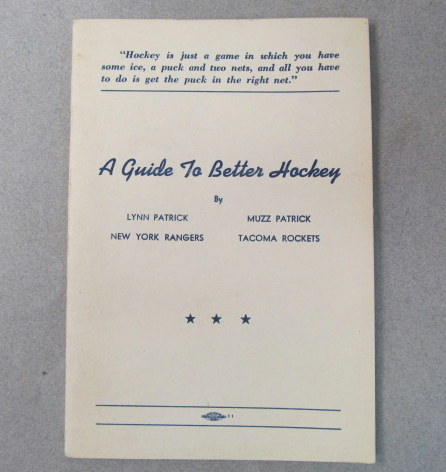 "Hockey is just a game in which you have
some ice, a puck and two nets, and all you have
to do is get the puck in the right net."
A Guide To Better Hockey
By
LYNN PATRICK MUZZ PATRICK
NEW YORK RANGERS TACOMA ROCKETS
★ ★ ★
11